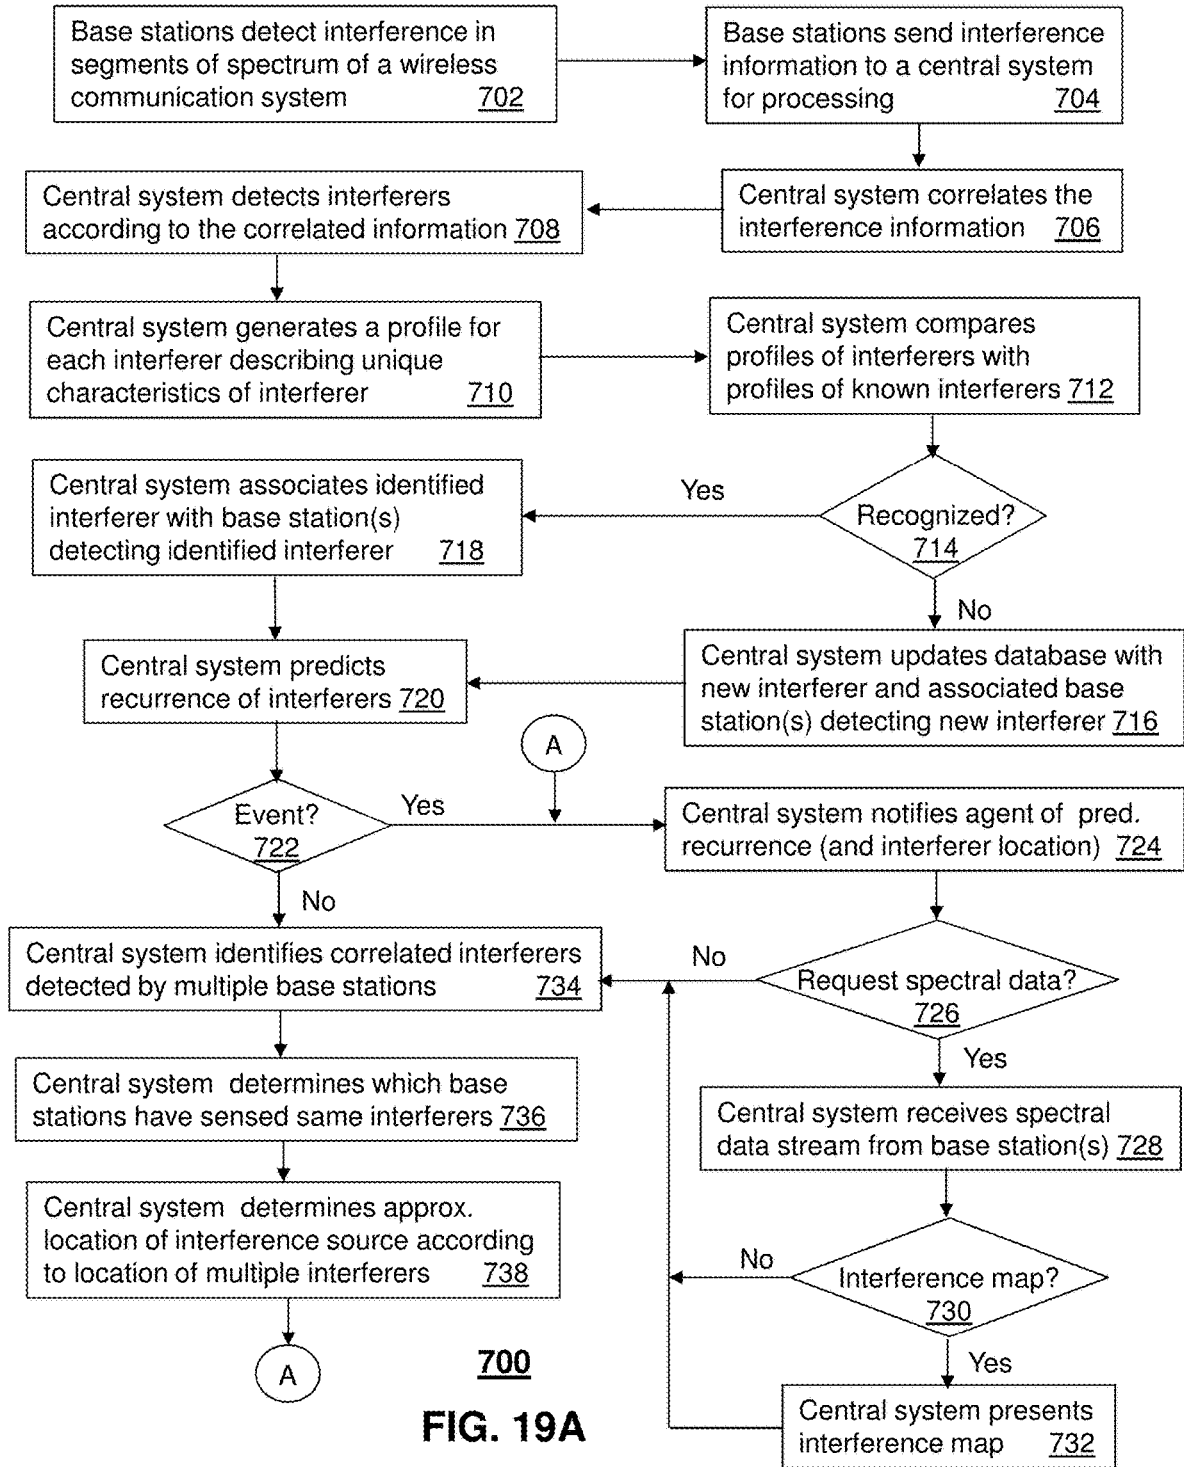 Base stations detect interference in
segments of spectrum of a wireless
communication system 702
Base stations send interference
information to a central system
for processing 704
Central system correlates the
interference information 706
Central system detects interferers
according to the correlated information 708
Central system generates a profile for
each interferer describing unique
characteristics of interferer 710
Central system compares
profiles of interferers with
profiles of known interferers 712
Recognized?
714
Yes
No
Central system associates identified
interferer with base station(s)
detecting identified interferer 718
Central system updates database with
new interferer and associated base
station(s) detecting new interferer 716
Central system predicts
recurrence of interferers 720
A
Event?
722
Yes
No
Central system notifies agent of pred.
recurrence (and interferer location) 724
Request spectral data?
726
No
Yes
Central system identifies correlated interferers
detected by multiple base stations 734
Central system determines which base
stations have sensed same interferers 736
Central system receives spectral
data stream from base station(s) 728
Central system determines approx.
location of interference source according
to location of multiple interferers 738
Interference map?
730
No
Yes
A
Central system presents
interference map 732
700
FIG. 19A